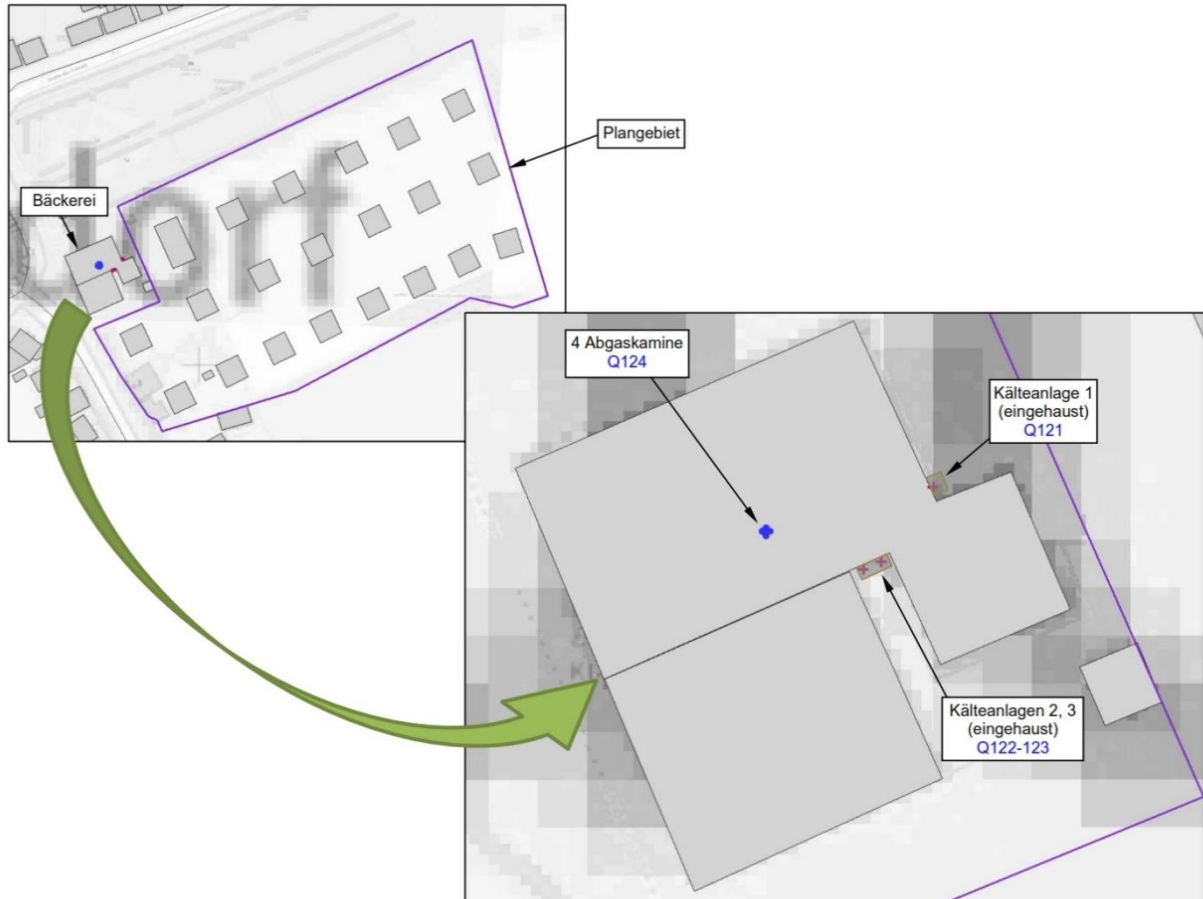 Plangebiet
Bäckerei
dorf
4 Abgaskamine
Q124
Kälteanlage 1
(eingehaust)
Q121
Kälteanlagen 2, 3
(eingehaust)
Q122-123